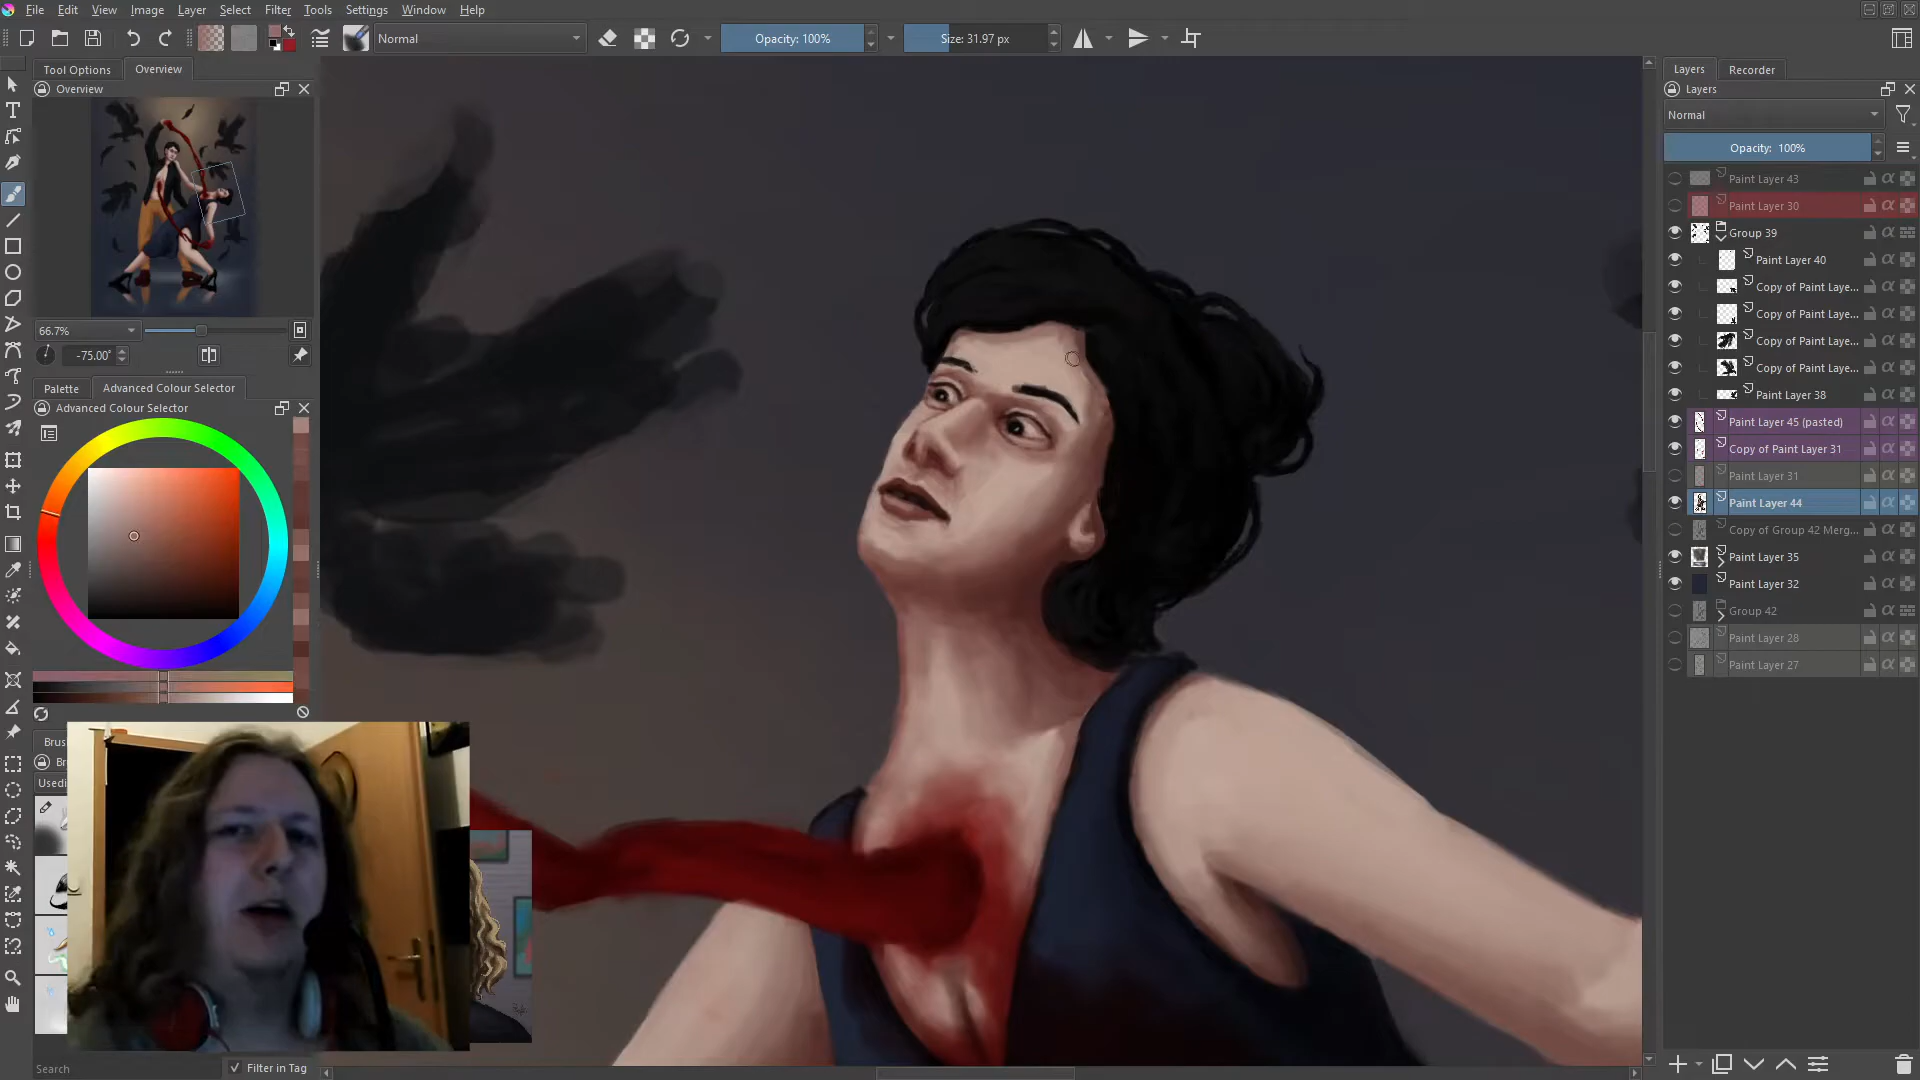 File Edit View Image Layer Select Filter Tools Settings Window Help
Normal
Opacity: 100%
Size: 31.97 px
Tool Options
Overview
Overview
66.7%
-75.00°
Palette
Advanced Colour Selector
Advanced Colour Selector
Brus
Br
Usedi
Search
Filter in Tag
Layers
Recorder
Layers
Normal
Opacity: 100%
Paint Layer 43
Paint Layer 30
Group 39
Paint Layer 40
Copy of Paint Laye...
Copy of Paint Laye...
Copy of Paint Laye...
Copy of Paint Laye...
Paint Layer 38
Paint Layer 45 (pasted)
Copy of Paint Layer 31
Paint Layer 31
Paint Layer 44
Copy of Group 42 Merg...
Paint Layer 35
Paint Layer 32
Group 42
Paint Layer 28
Paint Layer 27